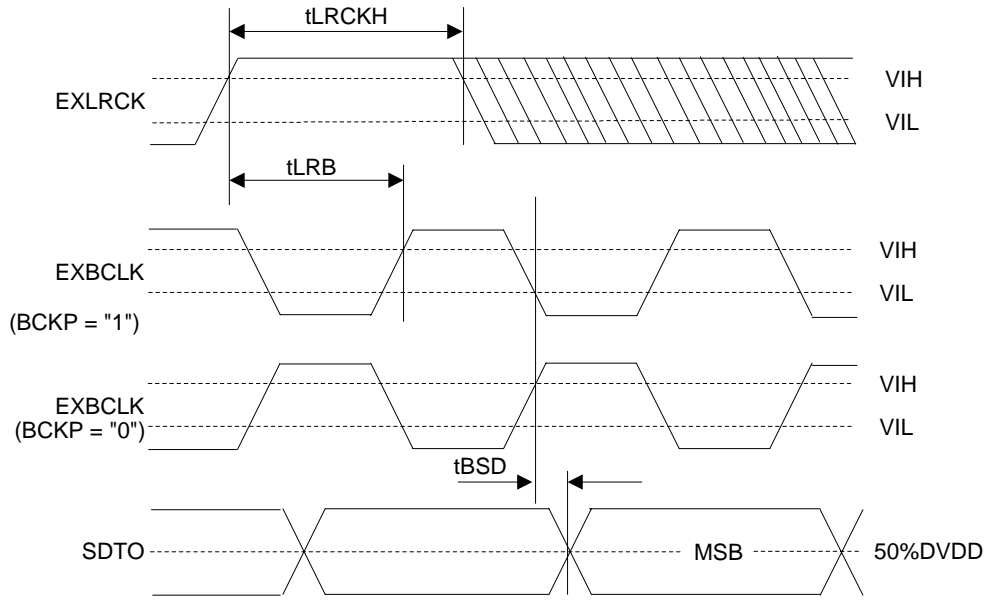 tLRCKH
EXLRCK
VIH
VIL
tLRB
EXBCLK
(BCKP = "1")
VIH
VIL
EXBCLK
(BCKP = "0")
VIH
VIL
tBSD
SDTO
MSB
50%DVDD